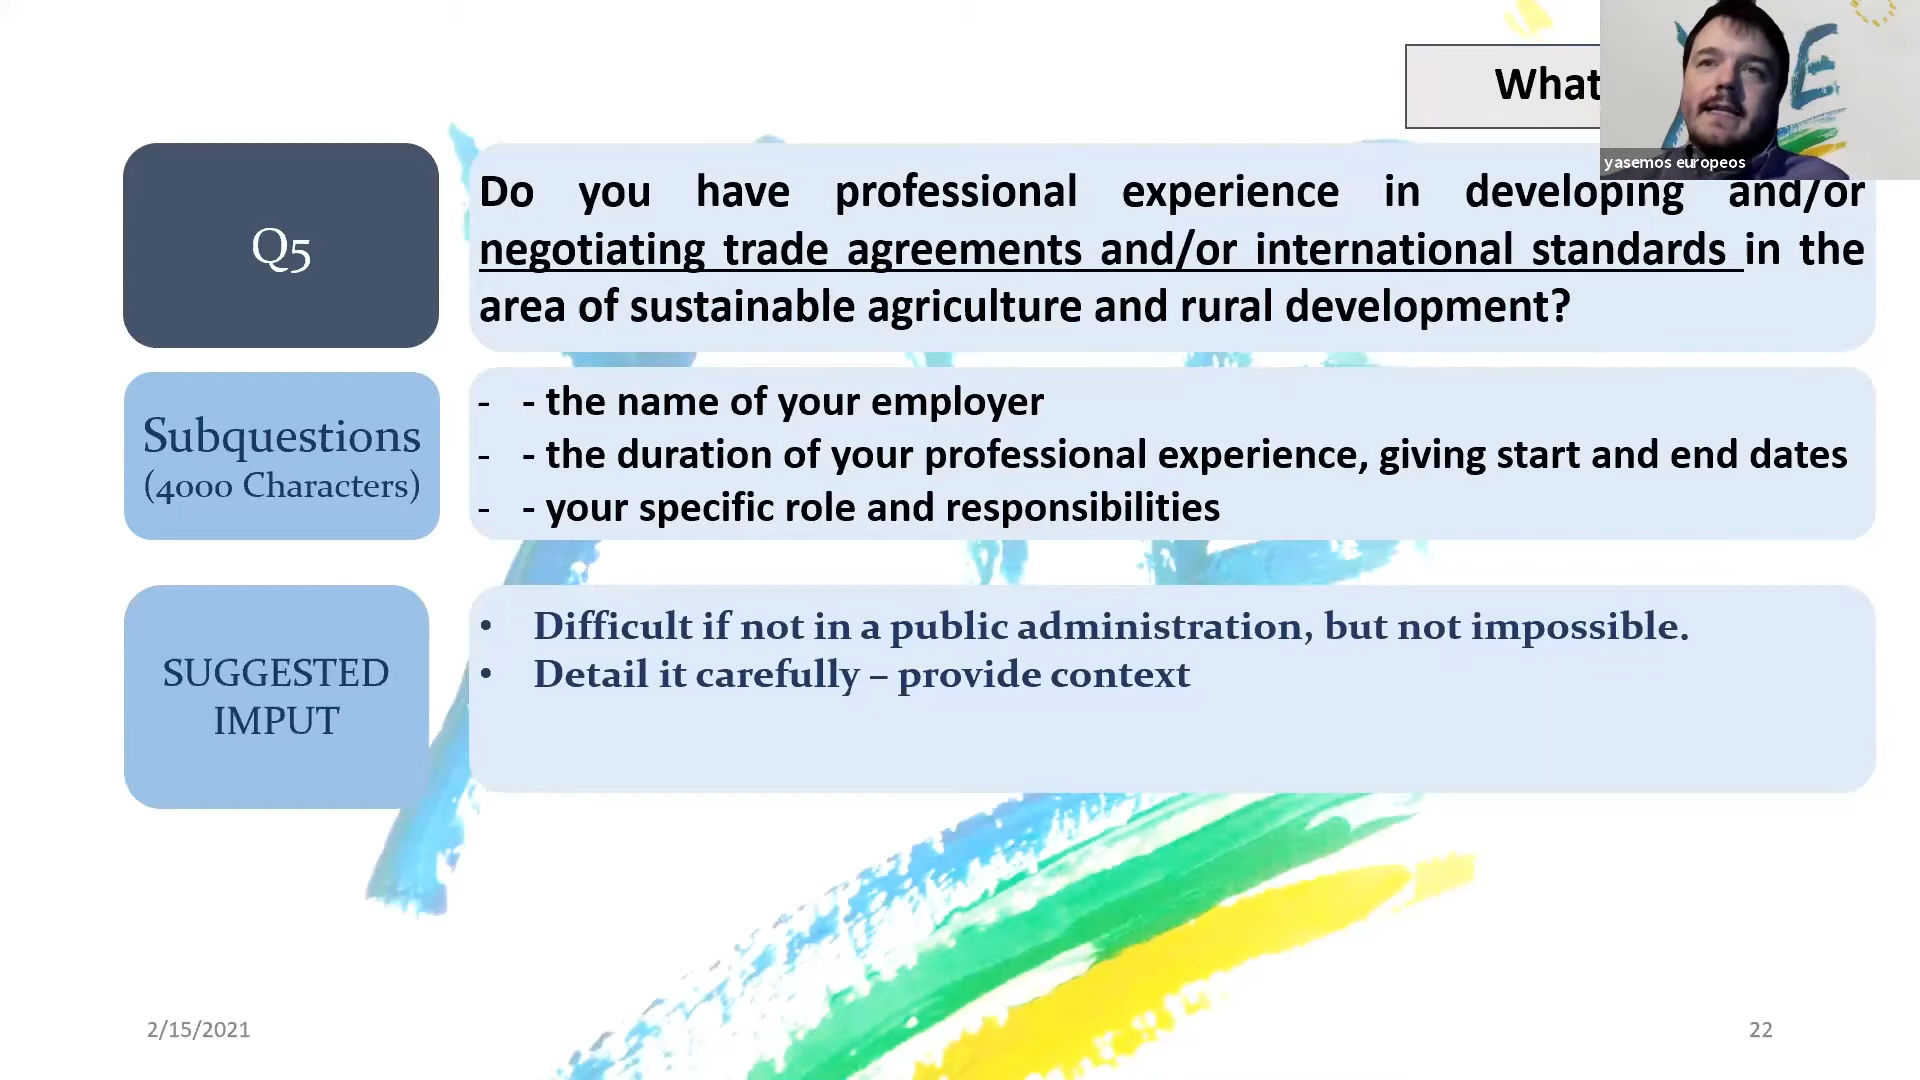 What
yasemos europeos
Q5
Do you have professional experience in developing and/or
negotiating trade agreements and/or international standards in the
area of sustainable agriculture and rural development?
Subquestions
(4000 Characters)
- - the name of your employer
- - the duration of your professional experience, giving start and end dates
- - your specific role and responsibilities
SUGGESTED
IMPUT
• Difficult if not in a public administration, but not impossible.
• Detail it carefully – provide context
2/15/2021
22